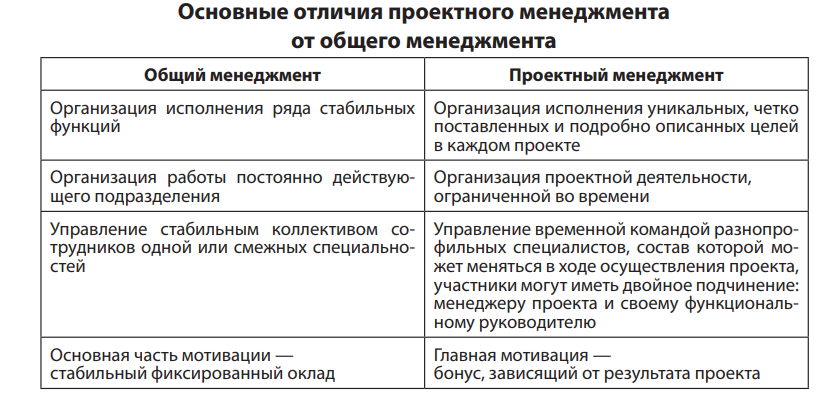 Основные отличия проектного менеджмента
от общего менеджмента
Общий менеджмент
Проектный менеджмент
Организация исполнения ряда стабильных
функций
Организация исполнения уникальных, четко
поставленных и подробно описанных целей
в каждом проекте
Организация работы постоянно действую-
щего подразделения
Организация проектной деятельности,
ограниченной во времени
Управление стабильным коллективом со-
трудников одной или смежных специально-
стей
Управление временной командой разнопро-
фильных специалистов, состав которой мо-
жет меняться в ходе осуществления проекта,
участники могут иметь двойное подчинение:
менеджеру проекта и своему функциональ-
ному руководителю
Основная часть мотивации —
стабильный фиксированный оклад
Главная мотивация —
бонус, зависящий от результата проекта